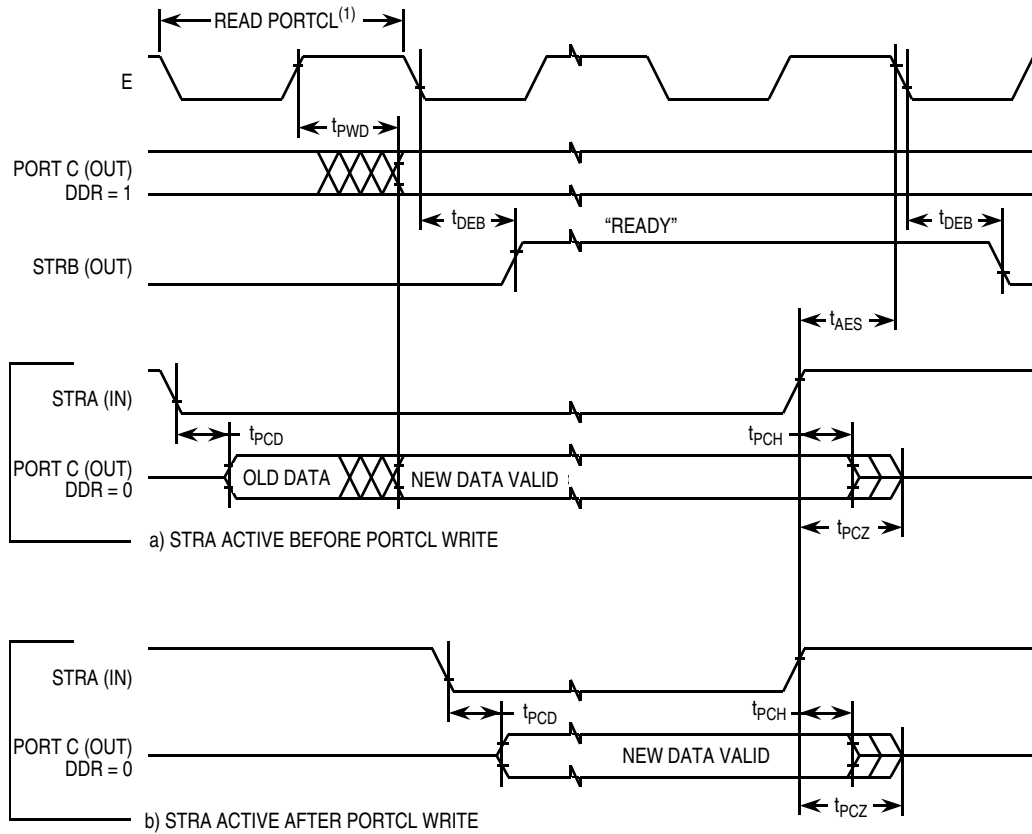 READ PORTCL(1)
E
tPWD
PORT C (OUT)
DDR = 1
tDEB
"READY"
tDEB
STRB (OUT)
tAES
STRA (IN)
tPCD
tPCH
PORT C (OUT)
DDR = 0
OLD DATA
NEW DATA VALID
tPCZ
a) STRA ACTIVE BEFORE PORTCL WRITE
STRA (IN)
tPCD
tPCH
PORT C (OUT)
DDR = 0
NEW DATA VALID
tPCZ
b) STRA ACTIVE AFTER PORTCL WRITE